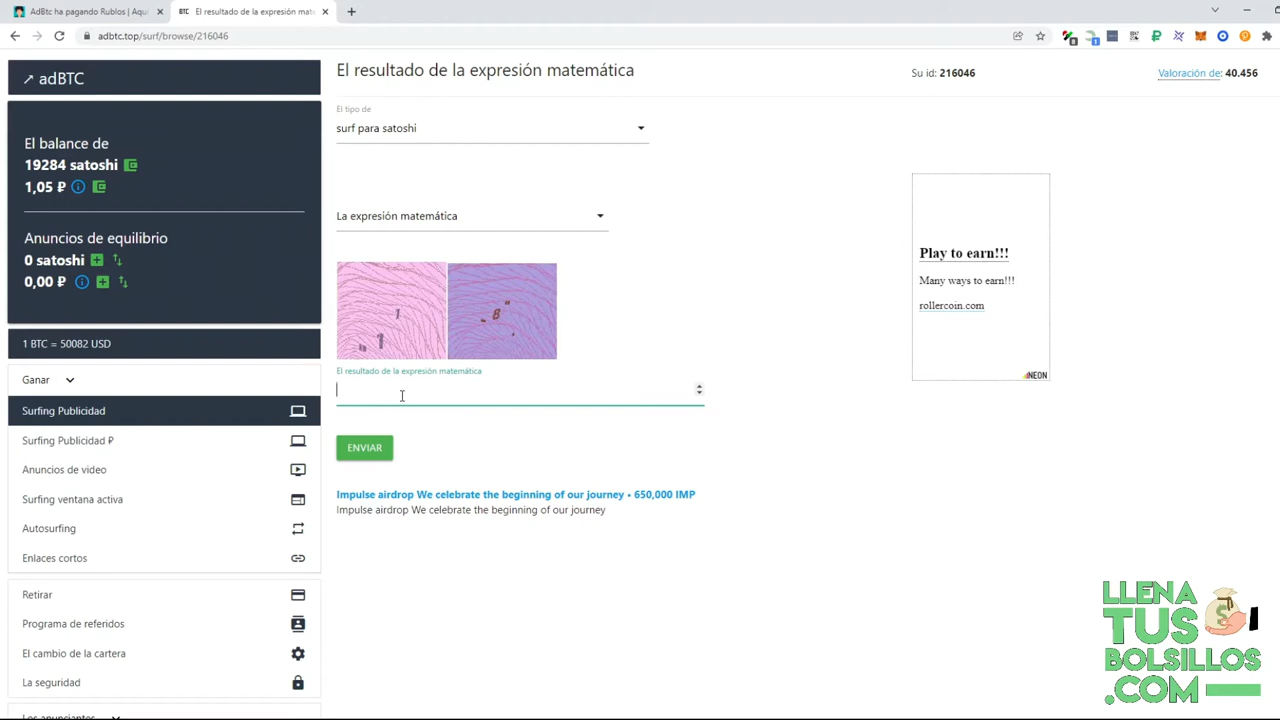 AdBtc ha pagando Rublos | Aqui
BTC El resultado de la expresión mat
adbtc.top/surf/browse/216046
adBTC
El balance de
19284 satoshi
1,05 ₽
Anuncios de equilibrio
0 satoshi
0,00 ₽
1 BTC = 50082 USD
Ganar
Surfing Publicidad
Surfing Publicidad ₽
Anuncios de video
Surfing ventana activa
Autosurfing
Enlaces cortos
Retirar
Programa de referidos
El cambio de la cartera
La seguridad
Los anunciantes
El resultado de la expresión matemática
Su id: 216046
Valoración de: 40.456
El tipo de
surf para satoshi
La expresión matemática
El resultado de la expresión matemática
ENVIAR
Impulse airdrop We celebrate the beginning of our journey • 650,000 IMP
Impulse airdrop We celebrate the beginning of our journey
Play to earn!!!
Many ways to earn!!!
rollercoin.com
NEON
LLENA
TUS
BOLSILLOS
.COM